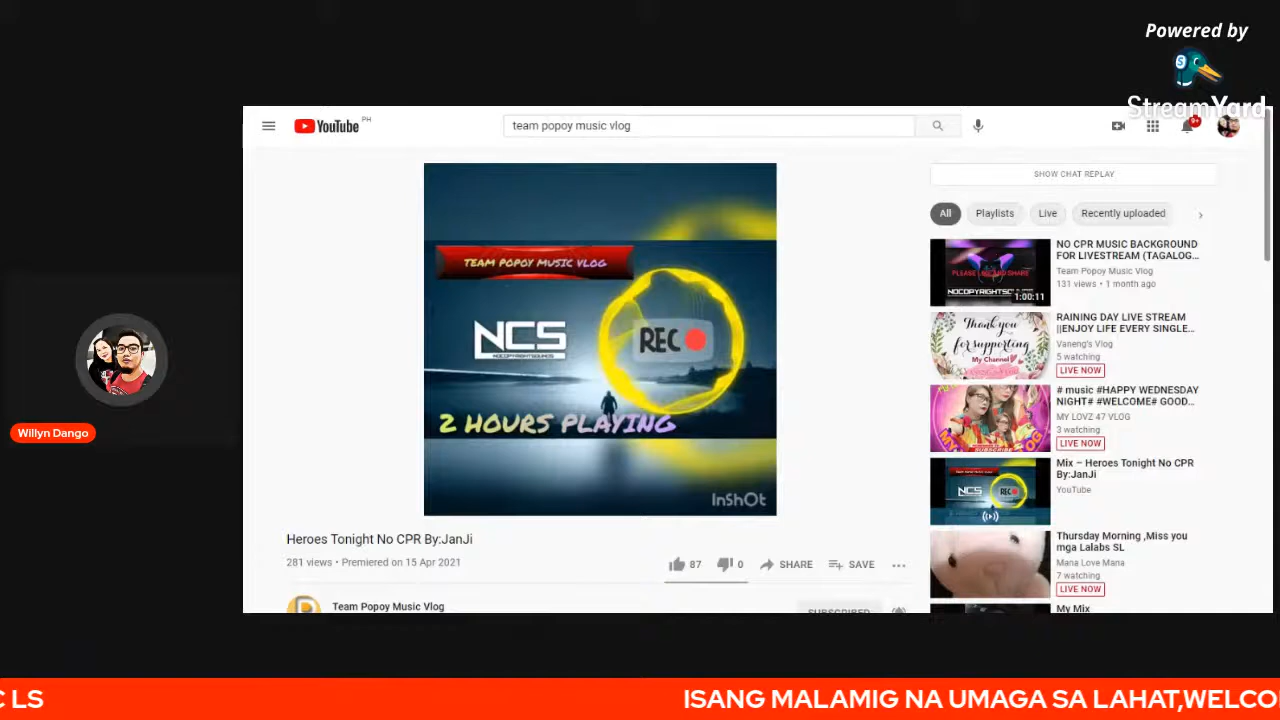 Powered by
StreamYard
YouTube PH
team popoy music vlog
9+
SHOW CHAT REPLAY
All
Playlists
Live
Recently uploaded
TEAM POPOY MUSIC VLOG
NCS
NOCOPYRIGHTSOUNDS
REC
2 HOURS PLAYING
InShOt
Heroes Tonight No CPR By:JanJi
281 views • Premiered on 15 Apr 2021
87
0
SHARE
SAVE
Team Popoy Music Vlog
SUBSCRIBED
PLEASE LIKE AND SHARE
1:00:11
NO CPR MUSIC BACKGROUND
FOR LIVESTREAM (TAGALOG...
Team Popoy Music Vlog
131 views • 1 month ago
Thank you
for supporting
My Channel
RAINING DAY LIVE STREAM
||ENJOY LIFE EVERY SINGLE...
Vaneng's Vlog
5 watching
LIVE NOW
# music #HAPPY WEDNESDAY
NIGHT# #WELCOME# GOOD...
MY LOVZ 47 VLOG
3 watching
LIVE NOW
NCS
REC
Mix – Heroes Tonight No CPR
By:JanJi
YouTube
Thursday Morning ,Miss you
mga Lalabs SL
Mana Love Mana
7 watching
LIVE NOW
My Mix
Willyn Dango
C LS
ISANG MALAMIG NA UMAGA SA LAHAT,WELCO